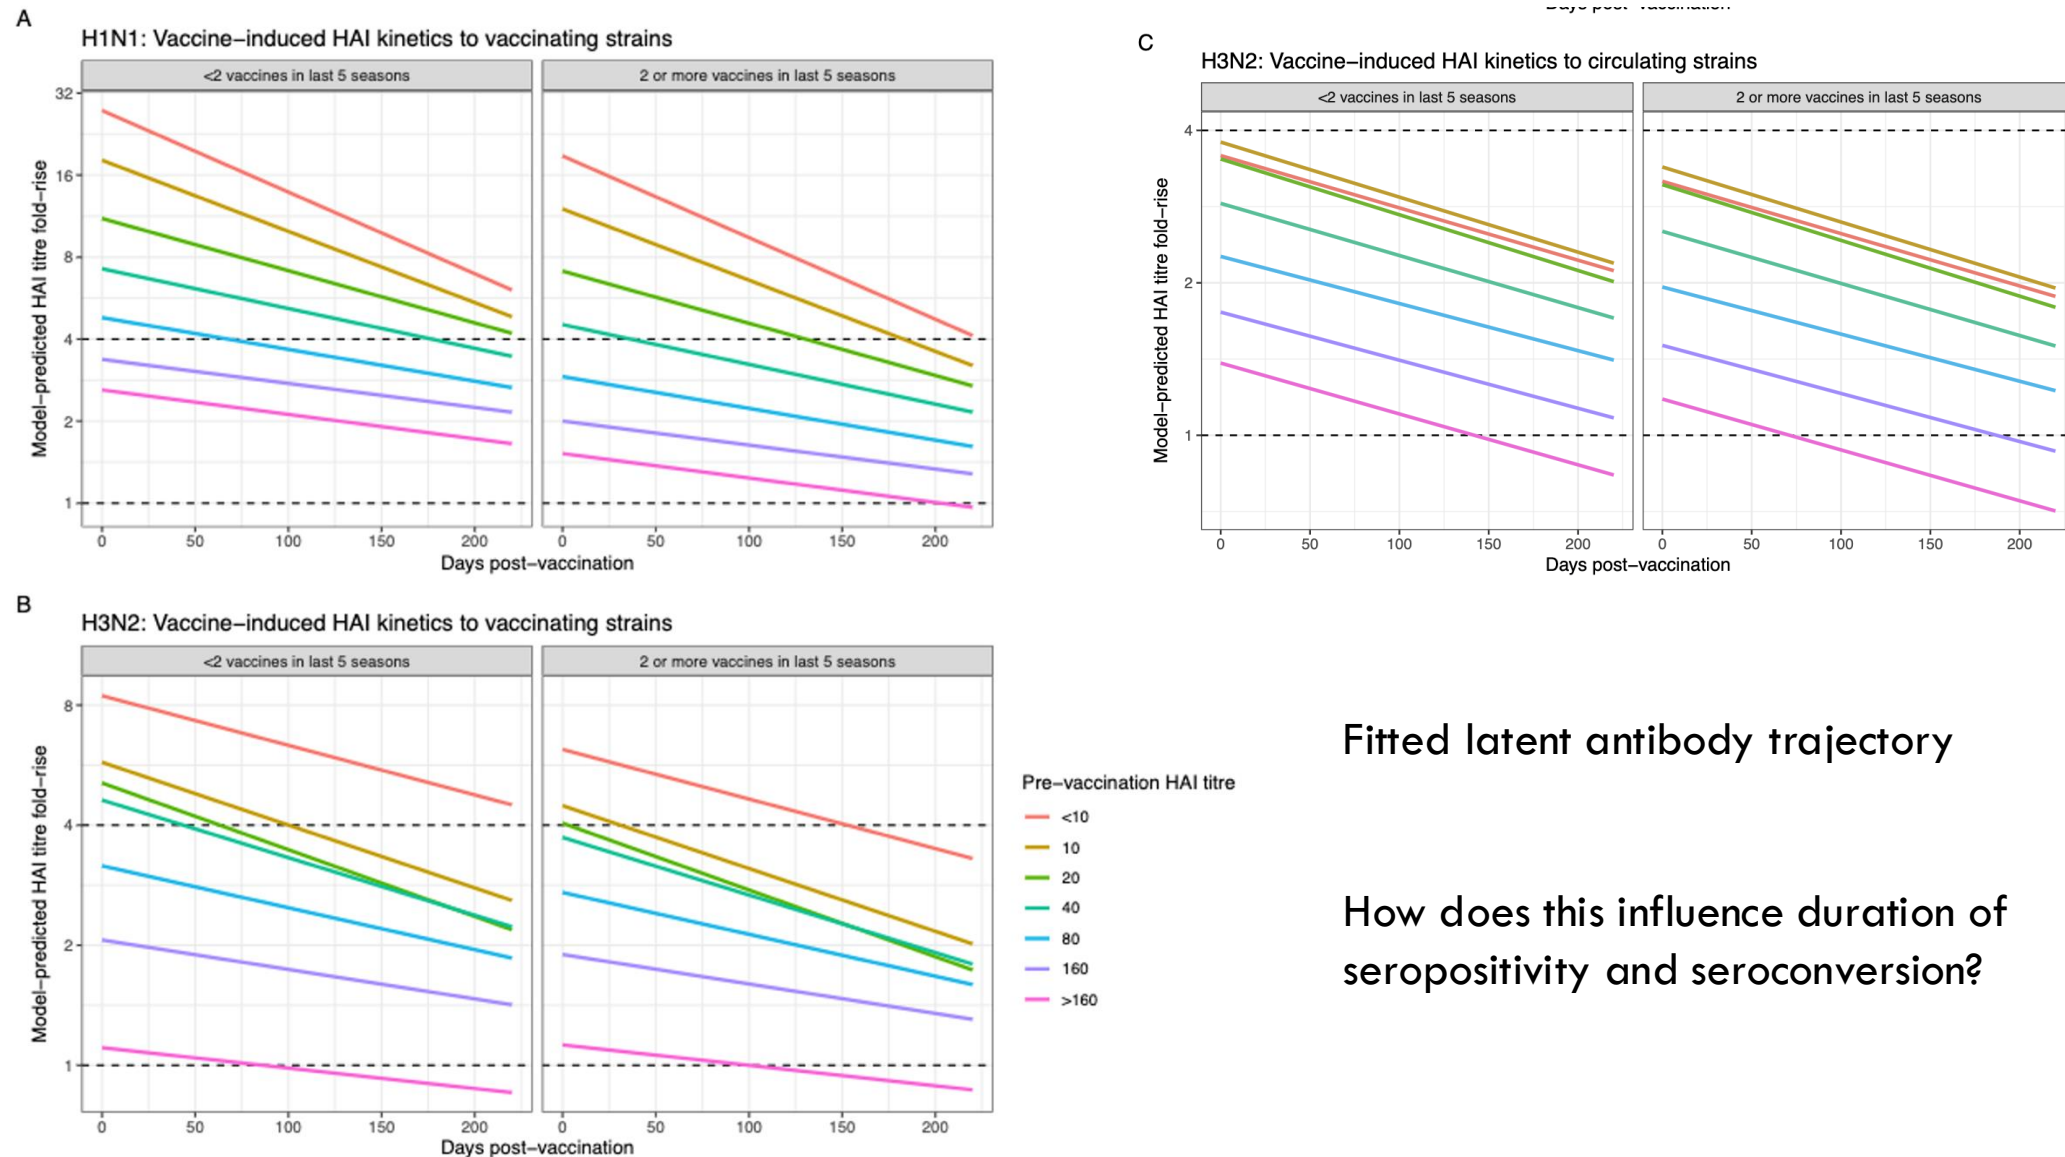 A
H1N1: Vaccine−induced HAI kinetics to vaccinating strains
<2 vaccines in last 5 seasons
2 or more vaccines in last 5 seasons
Model−predicted HAI titre fold−rise
32
16
8
4
2
1
0 50 100 150 200
0 50 100 150 200
Days post−vaccination
B
H3N2: Vaccine−induced HAI kinetics to vaccinating strains
<2 vaccines in last 5 seasons
2 or more vaccines in last 5 seasons
Model−predicted HAI titre fold−rise
8
4
2
1
0 50 100 150 200
0 50 100 150 200
Days post−vaccination
Pre−vaccination HAI titre
<10
10
20
40
80
160
>160
Days post−vaccination
C
H3N2: Vaccine−induced HAI kinetics to circulating strains
<2 vaccines in last 5 seasons
2 or more vaccines in last 5 seasons
Model−predicted HAI titre fold−rise
4
2
1
0 50 100 150 200
0 50 100 150 200
Days post−vaccination
Fitted latent antibody trajectory
How does this influence duration of
seropositivity and seroconversion?